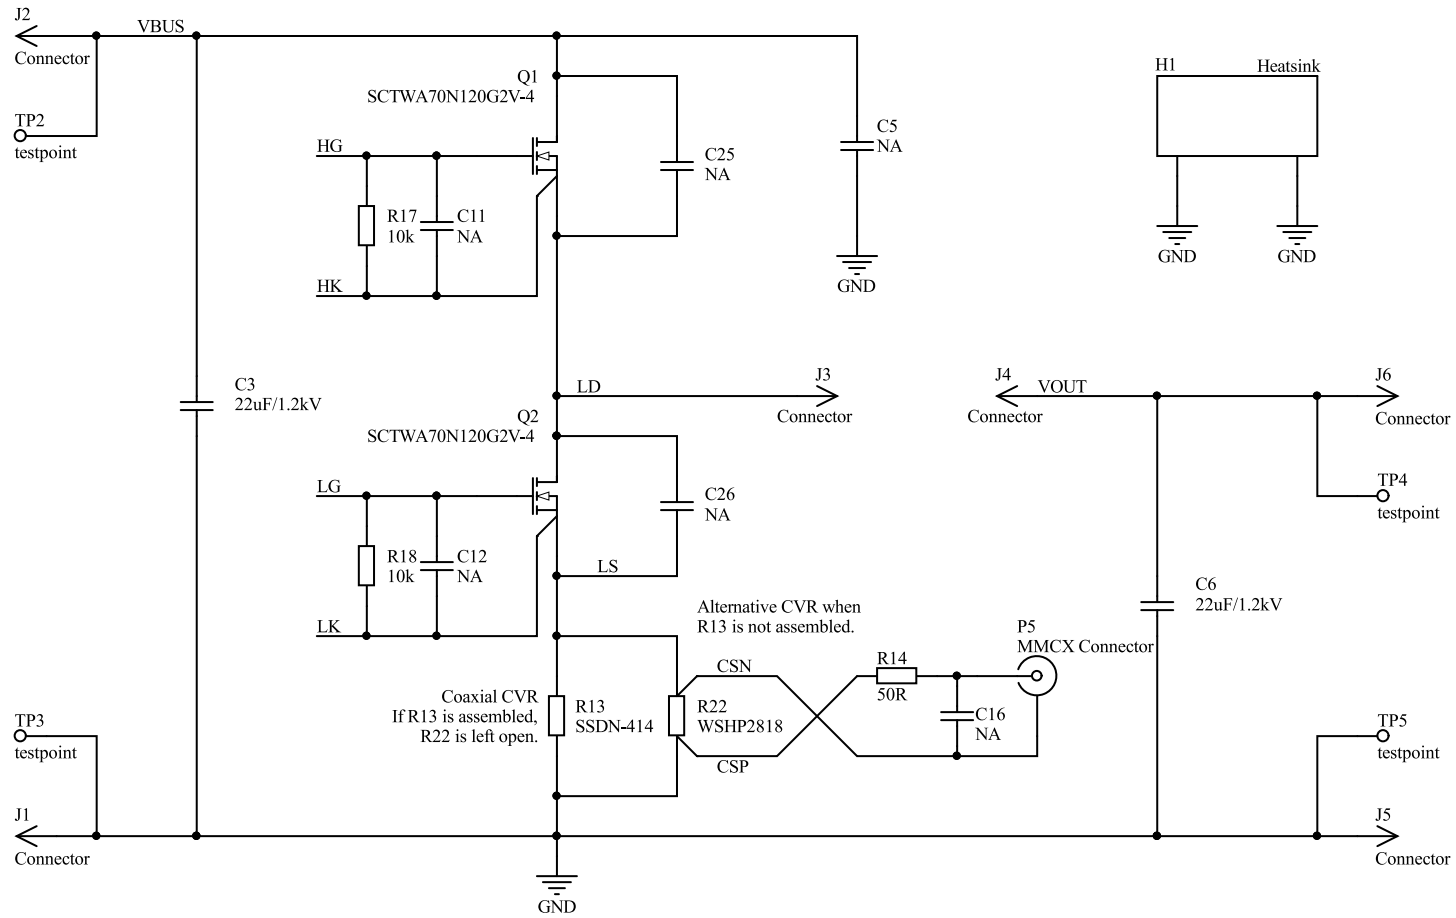 J2
VBUS
Connector
Q1
SCTWA70N120G2V-4
H1
Heatsink
TP2
testpoint
HG
C5
NA
C25
NA
R17
10k
C11
NA
GND
GND
HK
GND
C3
22uF/1.2kV
LD
J3
Connector
J4
VOUT
Connector
J6
Connector
Q2
SCTWA70N120G2V-4
LG
C26
NA
TP4
testpoint
R18
10k
C12
NA
LS
C6
22uF/1.2kV
LK
Alternative CVR when
R13 is not assembled.
P5
MMCX Connector
CSN
R14
50R
Coaxial CVR
If R13 is assembled,
R22 is left open.
R13
SSDN-414
R22
WSHP2818
C16
NA
CSP
TP3
testpoint
TP5
testpoint
J1
Connector
J5
Connector
GND